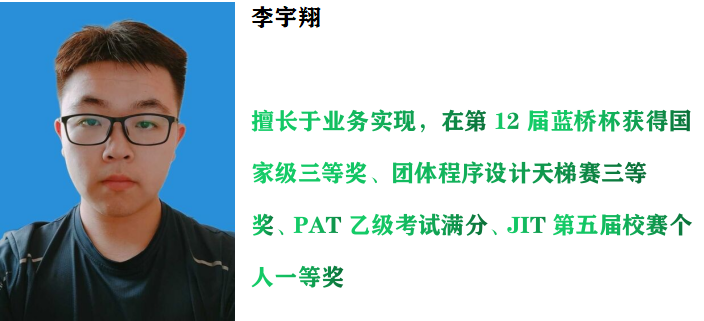 李宇翔
擅长于业务实现，在第 12 届蓝桥杯获得国
家级三等奖、团体程序设计天梯赛三等
奖、PAT 乙级考试满分、JIT 第五届校赛个
人一等奖